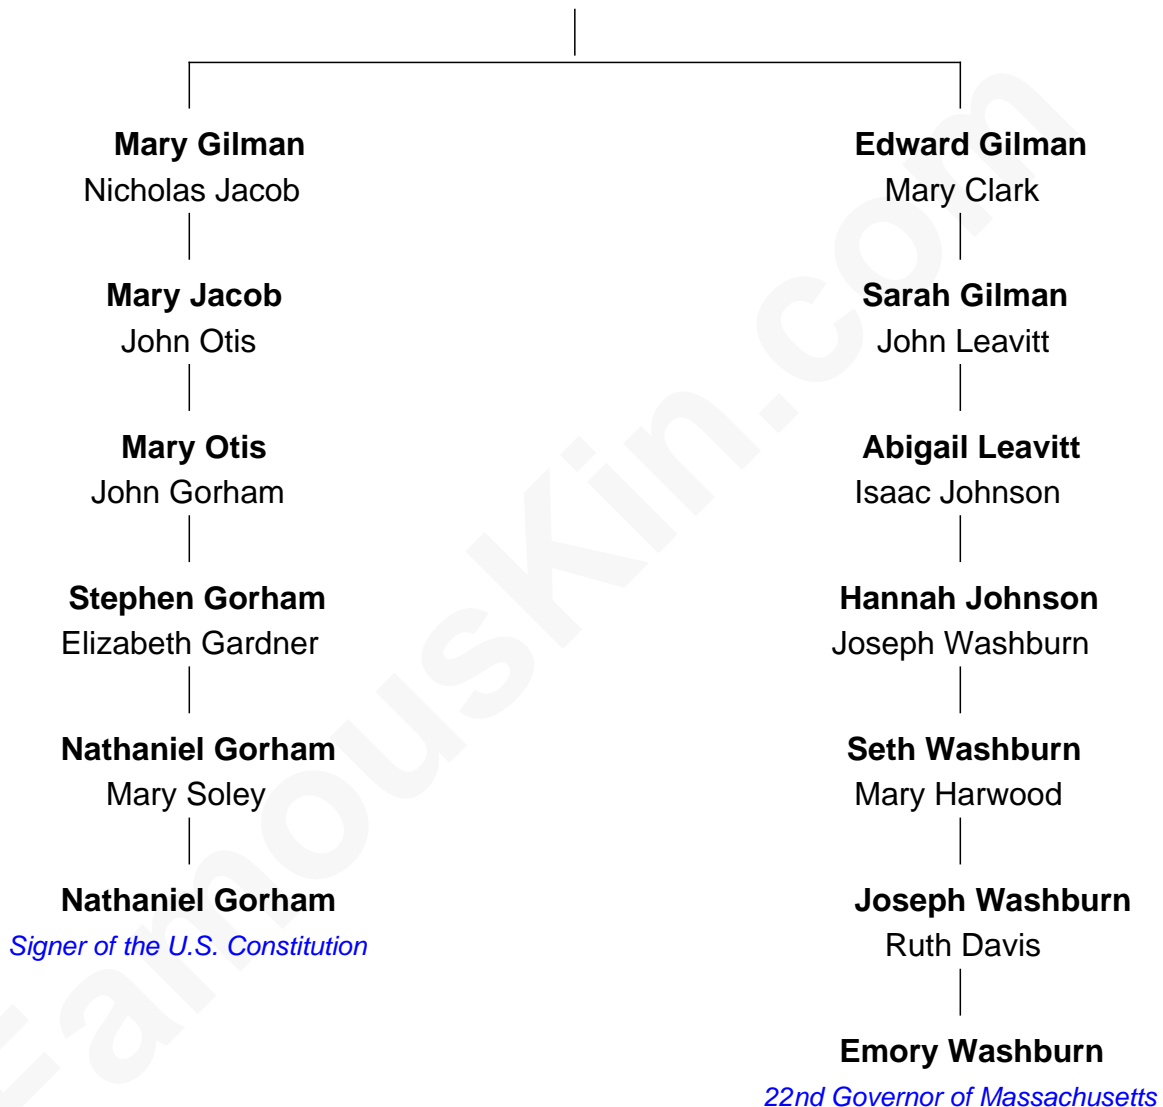 Mary Gilman
Nicholas Jacob
Mary Jacob
John Otis
Mary Otis
John Gorham
Stephen Gorham
Elizabeth Gardner
Nathaniel Gorham
Mary Soley
Nathaniel Gorham
Signer of the U.S. Constitution
Edward Gilman
Mary Clark
Sarah Gilman
John Leavitt
Abigail Leavitt
Isaac Johnson
Hannah Johnson
Joseph Washburn
Seth Washburn
Mary Harwood
Joseph Washburn
Ruth Davis
Emory Washburn
22nd Governor of Massachusetts
FamousKin.com